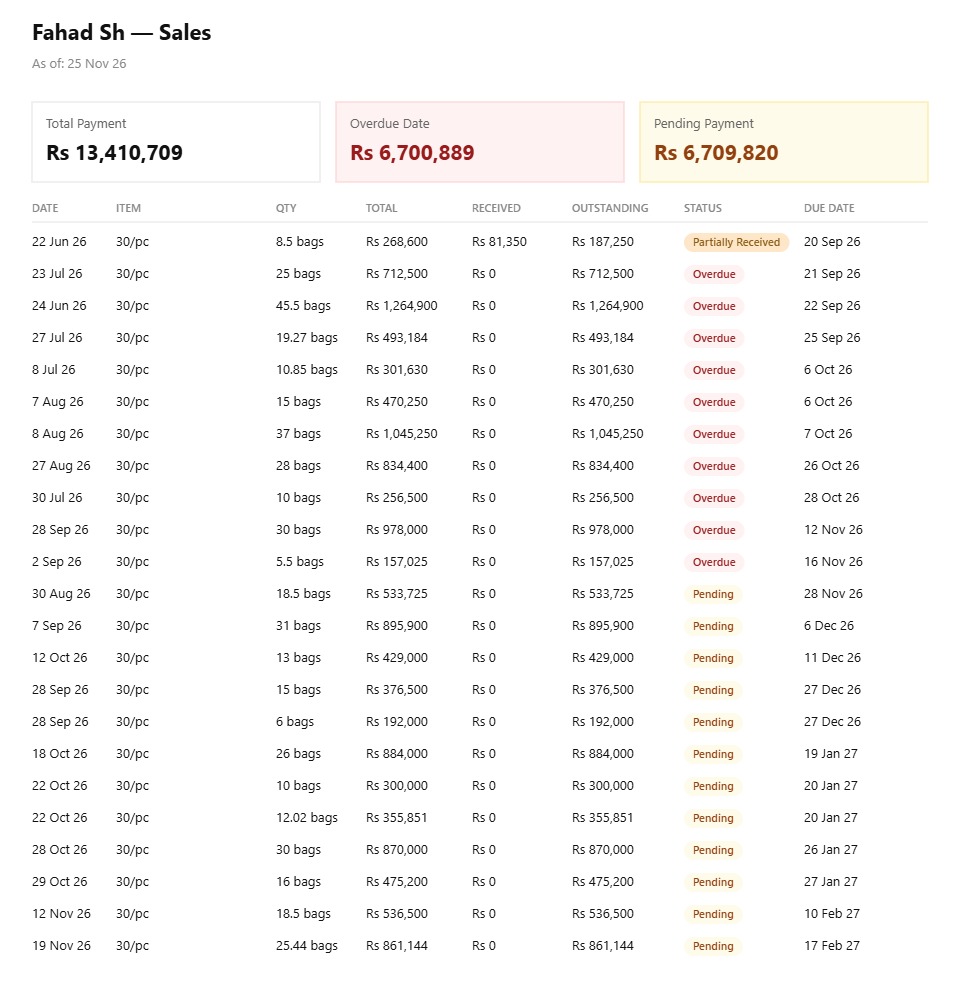 Fahad Sh — Sales
As of: 25 Nov 26
Total Payment Overdue Date Pending Payment
Rs 13,410,709 Rs 6,700,889 Rs 6,709,820
DATE ITEM QTY TOTAL RECEIVED OUTSTANDING STATUS DUE DATE
22 Jun 26 30/pc 8.5 bags Rs 268,600 Rs 81,350 Rs 187,250 Partially Received 20 Sep 26
23 Jul 26 30/pc 25 bags Rs 712,500 Rs 0 Rs 712,500 Overdue 21 Sep 26
24 Jun 26 30/pc 45.5 bags Rs 1,264,900 Rs 0 Rs 1,264,900 Overdue 22 Sep 26
27 Jul 26 30/pc 19.27 bags Rs 493,184 Rs 0 Rs 493,184 Overdue 25 Sep 26
8 Jul 26 30/pc 10.85 bags Rs 301,630 Rs 0 Rs 301,630 Overdue 6 Oct 26
7 Aug 26 30/pc 15 bags Rs 470,250 Rs 0 Rs 470,250 Overdue 6 Oct 26
8 Aug 26 30/pc 37 bags Rs 1,045,250 Rs 0 Rs 1,045,250 Overdue 7 Oct 26
27 Aug 26 30/pc 28 bags Rs 834,400 Rs 0 Rs 834,400 Overdue 26 Oct 26
30 Jul 26 30/pc 10 bags Rs 256,500 Rs 0 Rs 256,500 Overdue 28 Oct 26
28 Sep 26 30/pc 30 bags Rs 978,000 Rs 0 Rs 978,000 Overdue 12 Nov 26
2 Sep 26 30/pc 5.5 bags Rs 157,025 Rs 0 Rs 157,025 Overdue 16 Nov 26
30 Aug 26 30/pc 18.5 bags Rs 533,725 Rs 0 Rs 533,725 Pending 28 Nov 26
7 Sep 26 30/pc 31 bags Rs 895,900 Rs 0 Rs 895,900 Pending 6 Dec 26
12 Oct 26 30/pc 13 bags Rs 429,000 Rs 0 Rs 429,000 Pending 11 Dec 26
28 Sep 26 30/pc 15 bags Rs 376,500 Rs 0 Rs 376,500 Pending 27 Dec 26
28 Sep 26 30/pc 6 bags Rs 192,000 Rs 0 Rs 192,000 Pending 27 Dec 26
18 Oct 26 30/pc 26 bags Rs 884,000 Rs 0 Rs 884,000 Pending 19 Jan 27
22 Oct 26 30/pc 10 bags Rs 300,000 Rs 0 Rs 300,000 Pending 20 Jan 27
22 Oct 26 30/pc 12.02 bags Rs 355,851 Rs 0 Rs 355,851 Pending 20 Jan 27
28 Oct 26 30/pc 30 bags Rs 870,000 Rs 0 Rs 870,000 Pending 26 Jan 27
29 Oct 26 30/pc 16 bags Rs 475,200 Rs 0 Rs 475,200 Pending 27 Jan 27
12 Nov 26 30/pc 18.5 bags Rs 536,500 Rs 0 Rs 536,500 Pending 10 Feb 27
19 Nov 26 30/pc 25.44 bags Rs 861,144 Rs 0 Rs 861,144 Pending 17 Feb 27